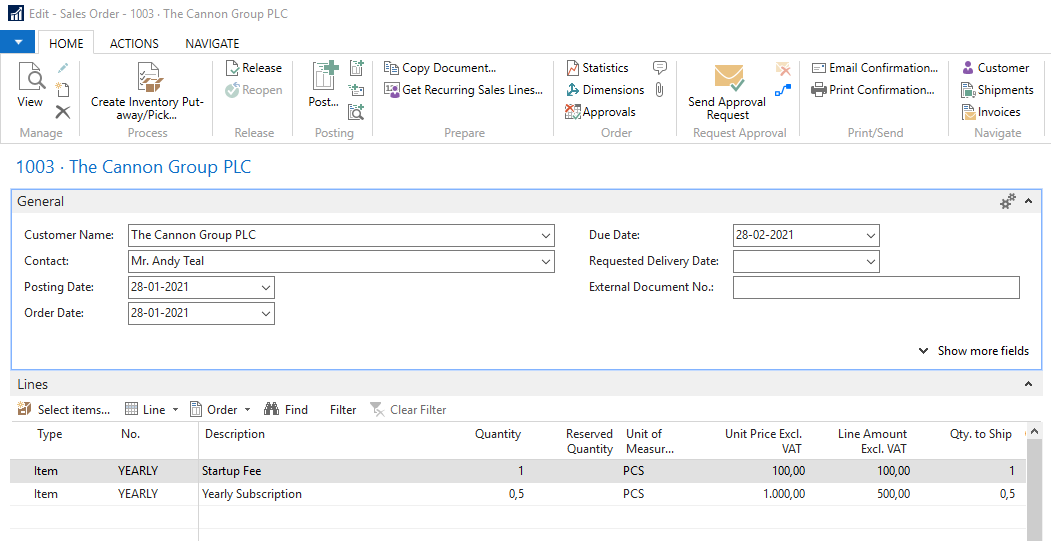 Edit - Sales Order - 1003 · The Cannon Group PLC
HOME ACTIONS NAVIGATE
View
Manage
Create Inventory Put-away/Pick...
Process
Release
Reopen
Release
Post...
Posting
Copy Document...
Get Recurring Sales Lines...
Prepare
Statistics
Dimensions
Approvals
Order
Send Approval Request
Request Approval
Email Confirmation...
Print Confirmation...
Print/Send
Customer
Shipments
Invoices
Navigate
1003 · The Cannon Group PLC
General
Customer Name: The Cannon Group PLC
Contact: Mr. Andy Teal
Posting Date: 28-01-2021
Order Date: 28-01-2021
Due Date: 28-02-2021
Requested Delivery Date:
External Document No.:
Show more fields
Lines
Select items... Line Order Find Filter Clear Filter
Type No. Description Quantity Reserved Quantity Unit of Measur... Unit Price Excl. VAT Line Amount Excl. VAT Qty. to Ship
Item YEARLY Startup Fee 1 PCS 100,00 100,00 1
Item YEARLY Yearly Subscription 0,5 PCS 1.000,00 500,00 0,5